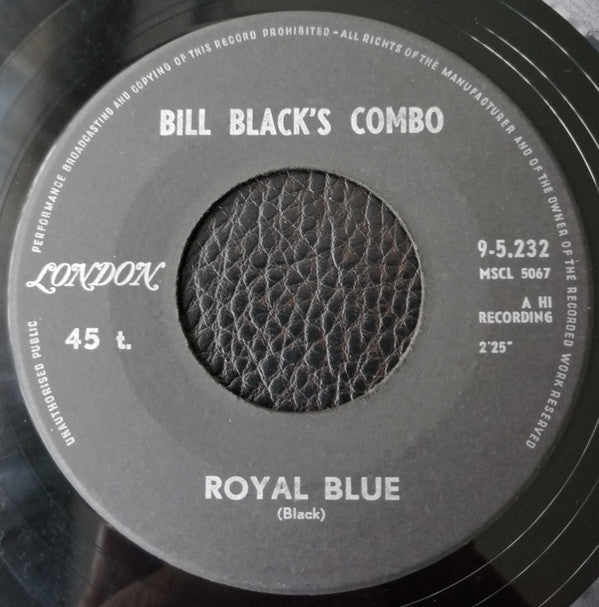 UNAUTHORISED PUBLIC PERFORMANCE BROADCASTING AND COPYING OF THIS RECORD PROHIBITED-ALL RIGHTS OF THE MANUFACTURER AND OF THE OWNER OF THE RECORDED WORK RESERVED
BILL BLACK'S COMBO
LONDON
45 t.
9-5.232
MSCL 5067
A HI
RECORDING
2'25"
ROYAL BLUE
(Black)